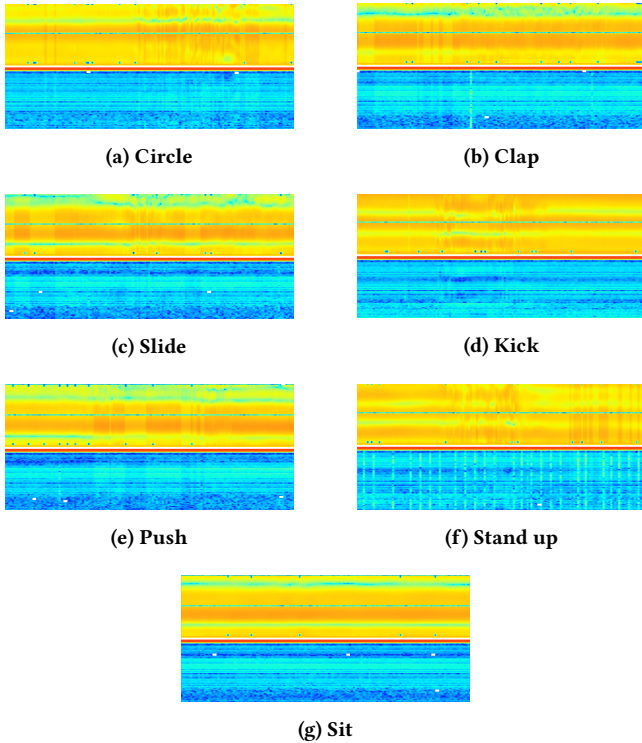 (a) Circle
(b) Clap
(c) Slide
(d) Kick
(e) Push
(f) Stand up
(g) Sit